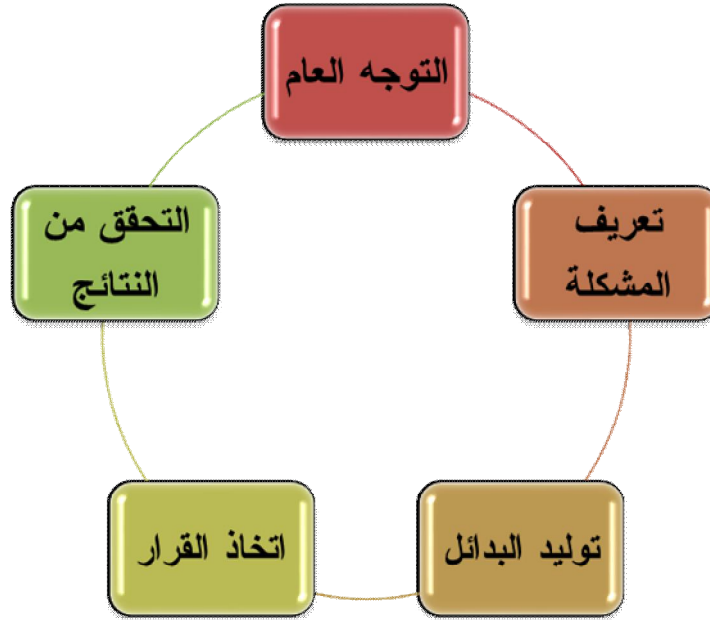 التوجه العام
تعريف
المشكلة
توليد البدائل
اتخاذ القرار
التحقق من
النتائج